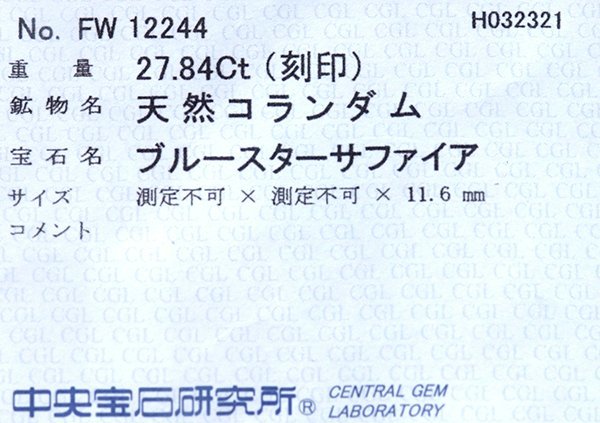 No. FW 12244 H032321
重量 27.84Ct (刻印)
鉱物名 天然コランダム
宝石名 ブルースターサファイア
サイズ 測定不可 × 測定不可 × 11.6 mm
コメント
中央宝石研究所® CENTRAL GEM
LABORATORY